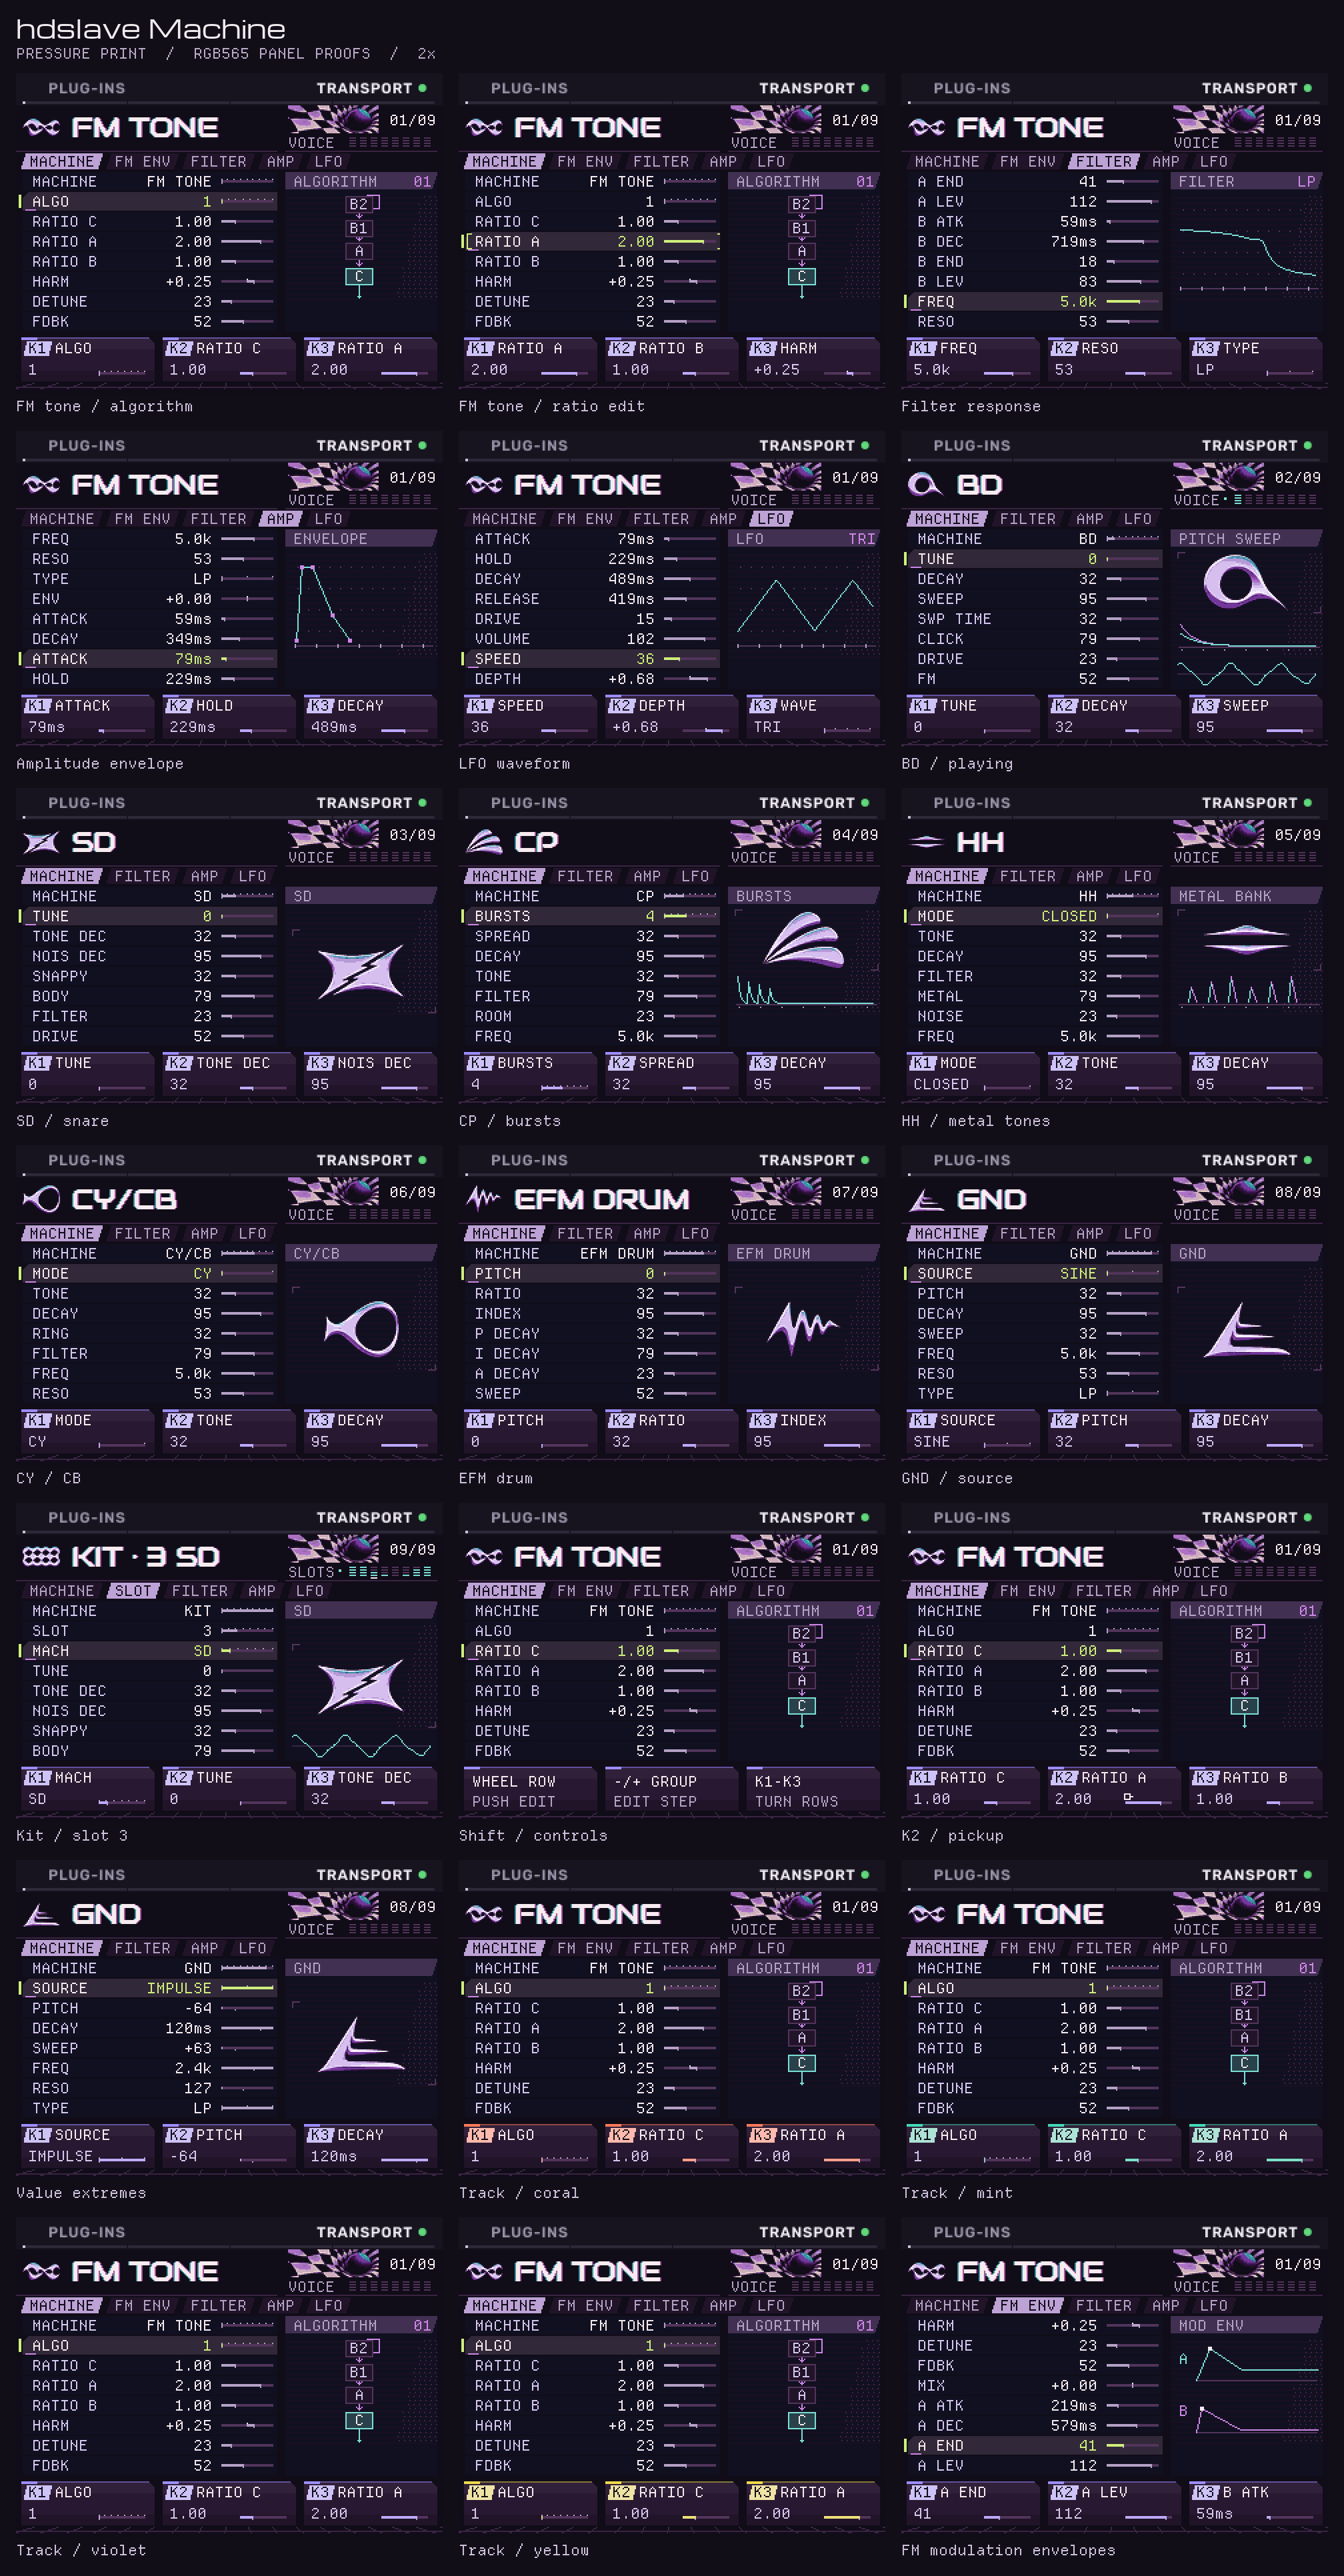 hdslave Machine
PRESSURE PRINT / RGB565 PANEL PROOFS / 2x
PLUG-INS TRANSPORT
FM TONE 01/09
VOICE
MACHINE FM ENV FILTER AMP LFO
MACHINE FM TONE ALGORITHM 01
ALGO 1 B2
RATIO C 1.00 B1
RATIO A 2.00 A
RATIO B 1.00 C
HARM +0.25
DETUNE 23
FDBK 52
K1 ALGO K2 RATIO C K3 RATIO A
1 1.00 2.00
FM tone / algorithm
PLUG-INS TRANSPORT
FM TONE 01/09
VOICE
MACHINE FM ENV FILTER AMP LFO
MACHINE FM TONE ALGORITHM 01
ALGO 1 B2
RATIO C 1.00 B1
RATIO A 2.00 A
RATIO B 1.00 C
HARM +0.25
DETUNE 23
FDBK 52
K1 RATIO A K2 RATIO B K3 HARM
2.00 1.00 +0.25
FM tone / ratio edit
PLUG-INS TRANSPORT
FM TONE 01/09
VOICE
MACHINE FM ENV FILTER AMP LFO
A END 41 FILTER LP
A LEV 112
B ATK 59ms
B DEC 719ms
B END 18
B LEV 83
FREQ 5.0k
RESO 53
K1 FREQ K2 RESO K3 TYPE
5.0k 53 LP
Filter response
PLUG-INS TRANSPORT
FM TONE 01/09
VOICE
MACHINE FM ENV FILTER AMP LFO
FREQ 5.0k ENVELOPE
RESO 53
TYPE LP
ENV +0.00
ATTACK 59ms
DECAY 349ms
ATTACK 79ms
HOLD 229ms
K1 ATTACK K2 HOLD K3 DECAY
79ms 229ms 489ms
Amplitude envelope
PLUG-INS TRANSPORT
FM TONE 01/09
VOICE
MACHINE FM ENV FILTER AMP LFO
ATTACK 79ms LFO TRI
HOLD 229ms
DECAY 489ms
RELEASE 419ms
DRIVE 15
VOLUME 102
SPEED 36
DEPTH +0.68
K1 SPEED K2 DEPTH K3 WAVE
36 +0.68 TRI
LFO waveform
PLUG-INS TRANSPORT
BD 02/09
VOICE
MACHINE FILTER AMP LFO
MACHINE BD PITCH SWEEP
TUNE 0
DECAY 32
SWEEP 95
SWP TIME 32
CLICK 79
DRIVE 23
FM 52
K1 TUNE K2 DECAY K3 SWEEP
0 32 95
BD / playing
PLUG-INS TRANSPORT
SD 03/09
VOICE
MACHINE FILTER AMP LFO
MACHINE SD SD
TUNE 0
TONE DEC 32
NOIS DEC 95
SNAPPY 32
BODY 79
FILTER 23
DRIVE 52
K1 TUNE K2 TONE DEC K3 NOIS DEC
0 32 95
SD / snare
PLUG-INS TRANSPORT
CP 04/09
VOICE
MACHINE FILTER AMP LFO
MACHINE CP BURSTS
BURSTS 4
SPREAD 32
DECAY 95
TONE 32
FILTER 79
ROOM 23
FREQ 5.0k
K1 BURSTS K2 SPREAD K3 DECAY
4 32 95
CP / bursts
PLUG-INS TRANSPORT
HH 05/09
VOICE
MACHINE FILTER AMP LFO
MACHINE HH METAL BANK
MODE CLOSED
TONE 32
DECAY 95
FILTER 32
METAL 79
NOISE 23
FREQ 5.0k
K1 MODE K2 TONE K3 DECAY
CLOSED 32 95
HH / metal tones
PLUG-INS TRANSPORT
CY/CB 06/09
VOICE
MACHINE FILTER AMP LFO
MACHINE CY/CB CY/CB
MODE CY
TONE 32
DECAY 95
RING 32
FILTER 79
FREQ 5.0k
RESO 53
K1 MODE K2 TONE K3 DECAY
CY 32 95
CY / CB
PLUG-INS TRANSPORT
EFM DRUM 07/09
VOICE
MACHINE FILTER AMP LFO
MACHINE EFM DRUM EFM DRUM
PITCH 0
RATIO 32
INDEX 95
P DECAY 32
I DECAY 79
A DECAY 23
SWEEP 52
K1 PITCH K2 RATIO K3 INDEX
0 32 95
EFM drum
PLUG-INS TRANSPORT
GND 08/09
VOICE
MACHINE FILTER AMP LFO
MACHINE GND GND
SOURCE SINE
PITCH 32
DECAY 95
SWEEP 32
FREQ 5.0k
RESO 53
TYPE LP
K1 SOURCE K2 PITCH K3 DECAY
SINE 32 95
GND / source
PLUG-INS TRANSPORT
KIT · 3 SD 09/09
SLOTS
MACHINE SLOT FILTER AMP LFO
MACHINE KIT SD
SLOT 3
MACH SD
TUNE 0
TONE DEC 32
NOIS DEC 95
SNAPPY 32
BODY 79
K1 MACH K2 TUNE K3 TONE DEC
SD 0 32
Kit / slot 3
PLUG-INS TRANSPORT
FM TONE 01/09
VOICE
MACHINE FM ENV FILTER AMP LFO
MACHINE FM TONE ALGORITHM 01
ALGO 1 B2
RATIO C 1.00 B1
RATIO A 2.00 A
RATIO B 1.00 C
HARM +0.25
DETUNE 23
FDBK 52
WHEEL ROW -/+ GROUP K1-K3
PUSH EDIT EDIT STEP TURN ROWS
Shift / controls
PLUG-INS TRANSPORT
FM TONE 01/09
VOICE
MACHINE FM ENV FILTER AMP LFO
MACHINE FM TONE ALGORITHM 01
ALGO 1 B2
RATIO C 1.00 B1
RATIO A 2.00 A
RATIO B 1.00 C
HARM +0.25
DETUNE 23
FDBK 52
K1 RATIO C K2 RATIO A K3 RATIO B
1.00 2.00 1.00
K2 / pickup
PLUG-INS TRANSPORT
GND 08/09
VOICE
MACHINE FILTER AMP LFO
MACHINE GND GND
SOURCE IMPULSE
PITCH -64
DECAY 120ms
SWEEP +63
FREQ 2.4k
RESO 127
TYPE LP
K1 SOURCE K2 PITCH K3 DECAY
IMPULSE -64 120ms
Value extremes
PLUG-INS TRANSPORT
FM TONE 01/09
VOICE
MACHINE FM ENV FILTER AMP LFO
MACHINE FM TONE ALGORITHM 01
ALGO 1 B2
RATIO C 1.00 B1
RATIO A 2.00 A
RATIO B 1.00 C
HARM +0.25
DETUNE 23
FDBK 52
K1 ALGO K2 RATIO C K3 RATIO A
1 1.00 2.00
Track / coral
PLUG-INS TRANSPORT
FM TONE 01/09
VOICE
MACHINE FM ENV FILTER AMP LFO
MACHINE FM TONE ALGORITHM 01
ALGO 1 B2
RATIO C 1.00 B1
RATIO A 2.00 A
RATIO B 1.00 C
HARM +0.25
DETUNE 23
FDBK 52
K1 ALGO K2 RATIO C K3 RATIO A
1 1.00 2.00
Track / mint
PLUG-INS TRANSPORT
FM TONE 01/09
VOICE
MACHINE FM ENV FILTER AMP LFO
MACHINE FM TONE ALGORITHM 01
ALGO 1 B2
RATIO C 1.00 B1
RATIO A 2.00 A
RATIO B 1.00 C
HARM +0.25
DETUNE 23
FDBK 52
K1 ALGO K2 RATIO C K3 RATIO A
1 1.00 2.00
Track / violet
PLUG-INS TRANSPORT
FM TONE 01/09
VOICE
MACHINE FM ENV FILTER AMP LFO
MACHINE FM TONE ALGORITHM 01
ALGO 1 B2
RATIO C 1.00 B1
RATIO A 2.00 A
RATIO B 1.00 C
HARM +0.25
DETUNE 23
FDBK 52
K1 ALGO K2 RATIO C K3 RATIO A
1 1.00 2.00
Track / yellow
PLUG-INS TRANSPORT
FM TONE 01/09
VOICE
MACHINE FM ENV FILTER AMP LFO
HARM +0.25 MOD ENV
DETUNE 23
FDBK 52 A
MIX +0.00
A ATK 219ms
A DEC 579ms B
A END 41
A LEV 112
K1 A END K2 A LEV K3 B ATK
41 112 59ms
FM modulation envelopes